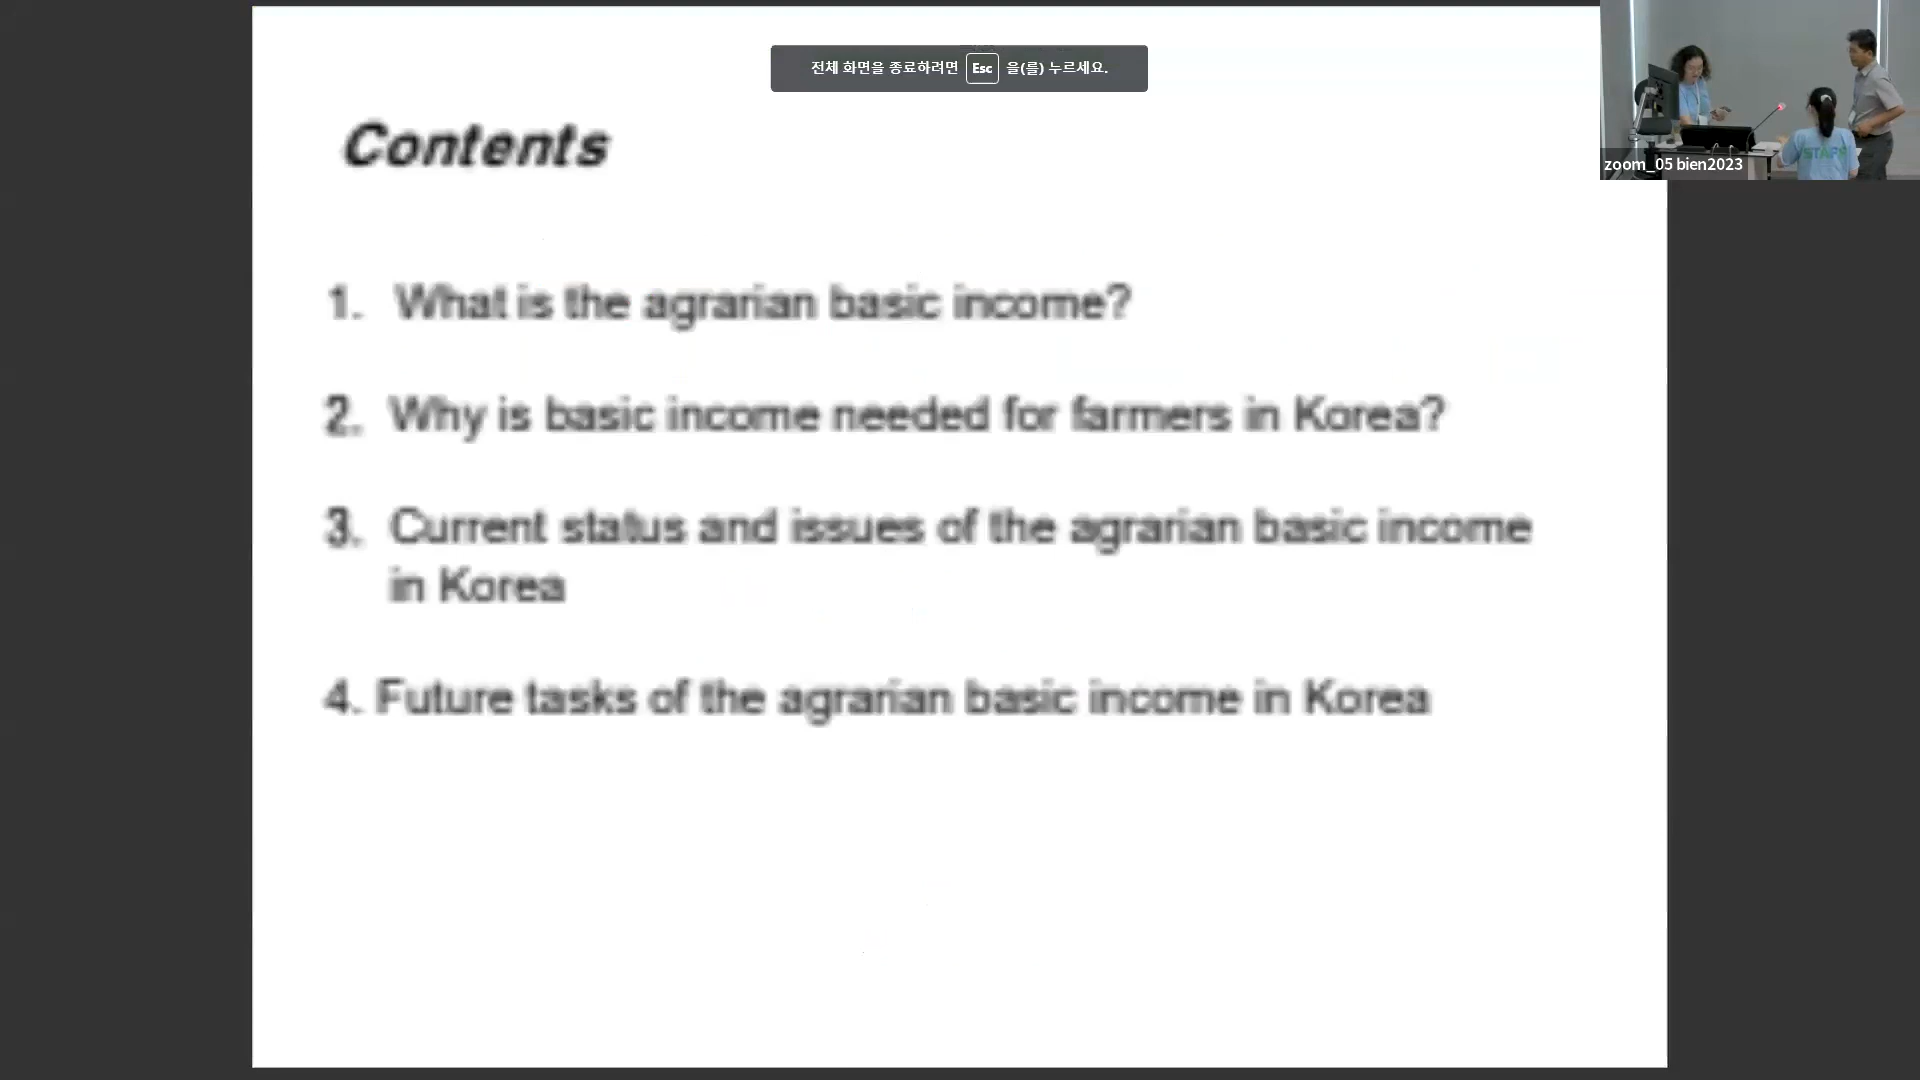 전체 화면을 종료하려면 Esc 을(를) 누르세요.
Contents
zoom_05 bien2023
STAFF
1. What is the agrarian basic income?
2. Why is basic income needed for farmers in Korea?
3. Current status and issues of the agrarian basic income
in Korea
4. Future tasks of the agrarian basic income in Korea